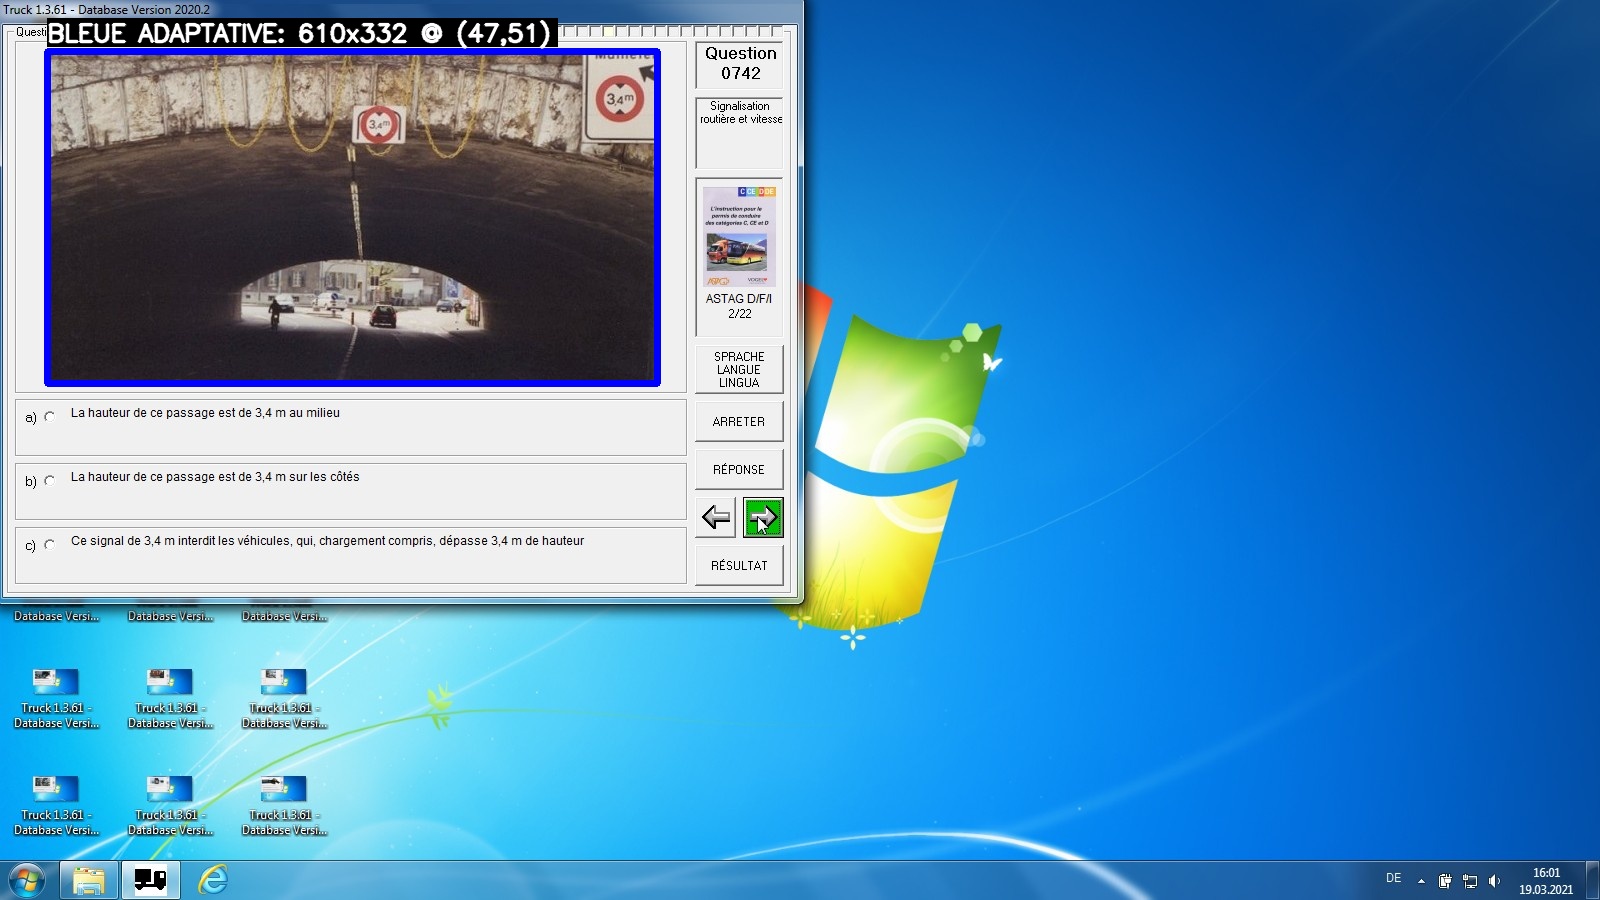 Truck 1.3.61 - Database Version 2020.2
Questi
BLEUE ADAPTATIVE: 610x332 @ (47,51)
3,4m
3,4m
Question
0742
Signalisation
routière et vitesse
C CE D DE
L'instruction pour le
permis de conduire
des catégories C, CE et D
ASTAG D/F/I
2/22
SPRACHE
LANGUE
LINGUA
ARRETER
RÉPONSE
RÉSULTAT
a) La hauteur de ce passage est de 3,4 m au milieu
b) La hauteur de ce passage est de 3,4 m sur les côtés
c) Ce signal de 3,4 m interdit les véhicules, qui, chargement compris, dépasse 3,4 m de hauteur
Database Versi...
Database Versi...
Database Versi...
Truck 1.3.61 -
Database Versi...
Truck 1.3.61 -
Database Versi...
Truck 1.3.61 -
Database Versi...
Truck 1.3.61 -
Database Versi...
Truck 1.3.61 -
Database Versi...
Truck 1.3.61 -
Database Versi...
DE
16:01
19.03.2021